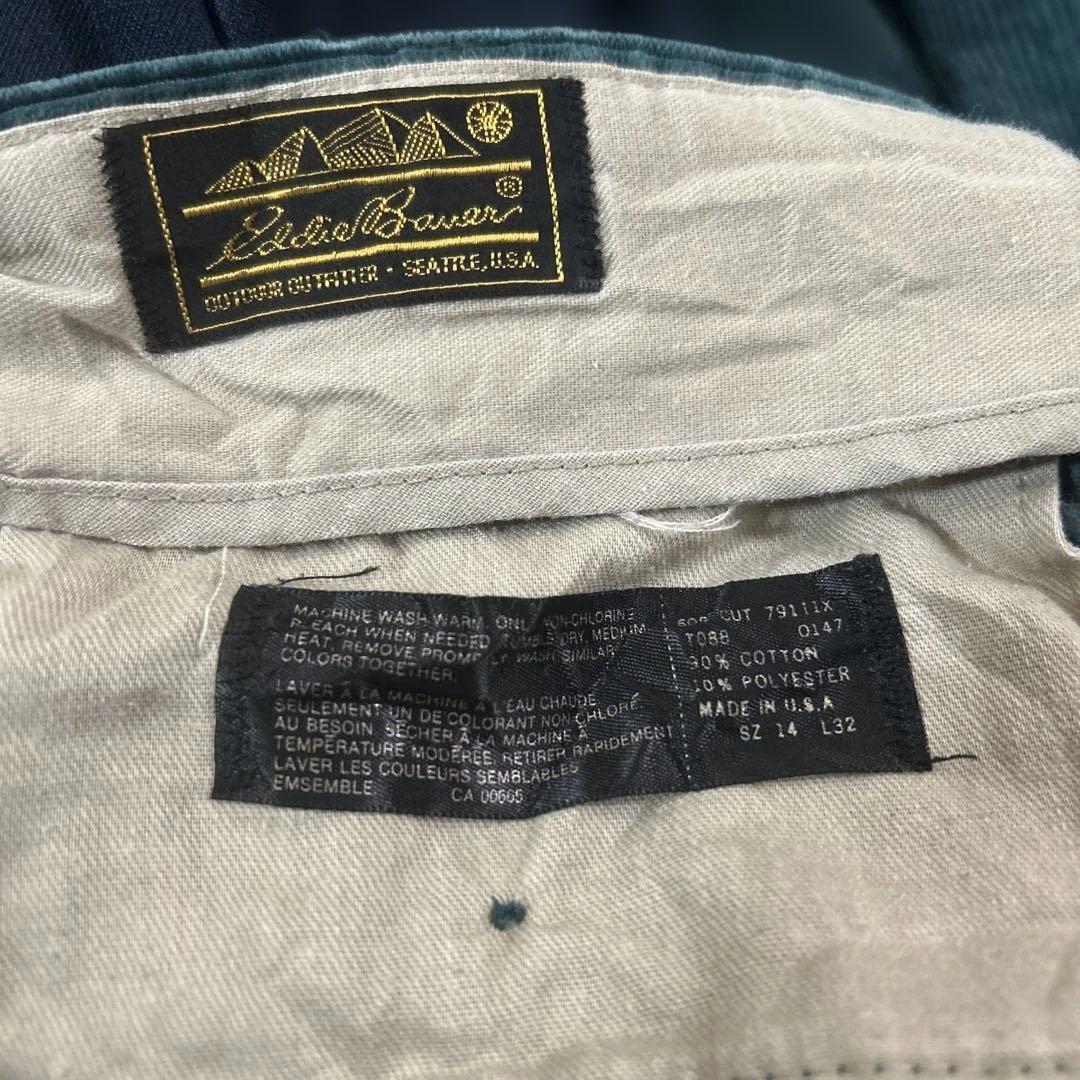 Eddie Bauer ®
OUTDOOR OUTFITTER • SEATTLE, U.S.A.
MACHINE WASH WARM. ONLY NON-CHLORINE
BLEACH WHEN NEEDED. TUMBLE DRY, MEDIUM
HEAT. REMOVE PROMPTLY. WASH SIMILAR
COLORS TOGETHER.
LAVER À LA MACHINE À L'EAU CHAUDE
SEULEMENT UN DE COLORANT NON CHLORÉ
AU BESOIN. SÉCHER À LA MACHINE À
TEMPÉRATURE MODÉRÉE. RETIRER RAPIDEMENT
LAVER LES COULEURS SEMBLABLES
EMSEMBLE CA 00665
CUT 79111X
T088 0147
90% COTTON
10% POLYESTER
MADE IN U.S.A
SZ 14 L32